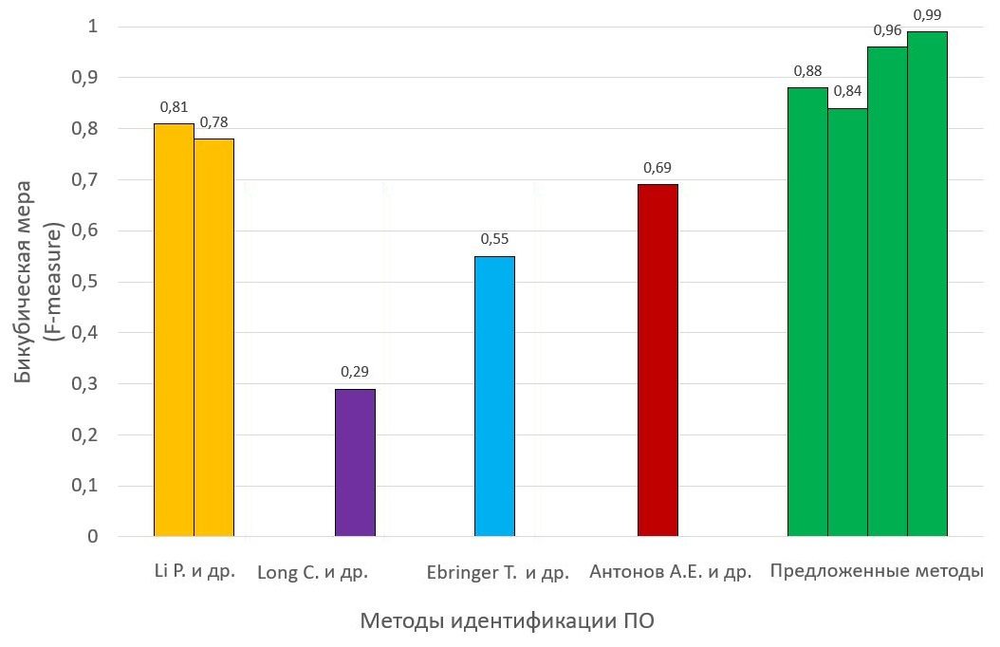 Бикубическая мера
(F-measure)
1
0,9
0,8
0,7
0,6
0,5
0,4
0,3
0,2
0,1
0
0,81
0,78
0,29
0,55
0,69
0,88
0,84
0,96
0,99
Li P. и др.
Long C. и др.
Ebringer T. и др.
Антонов А.Е. и др.
Предложенные методы
Методы идентификации ПО